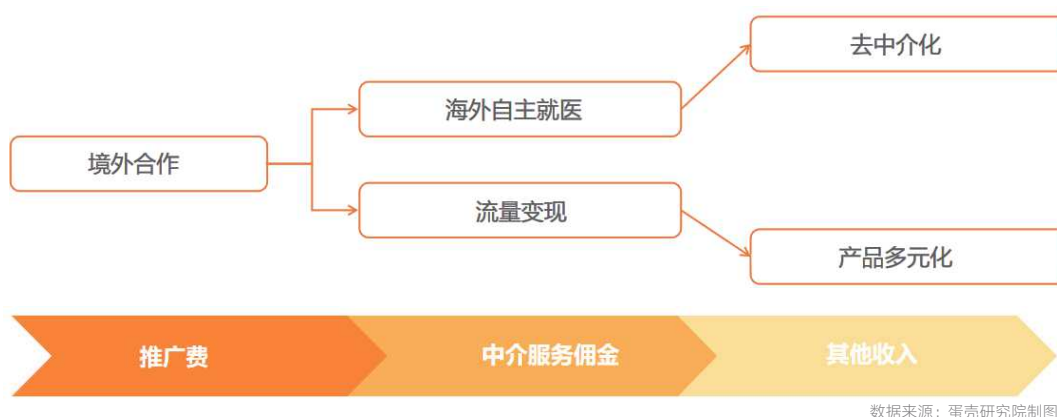 去中介化
海外自主就医
境外合作
流量变现
产品多元化
推广费
中介服务佣金
其他收入
数据来源：蛋壳研究院制图